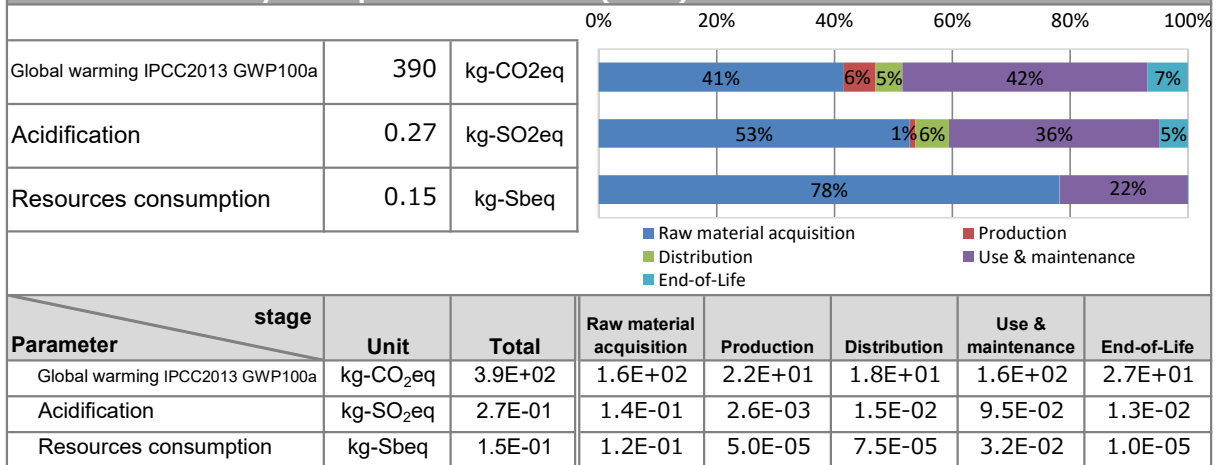 0% 20% 40% 60% 80% 100%
Global warming IPCC2013 GWP100a 390 kg-CO2eq 41% 6% 5% 42% 7%
Acidification 0.27 kg-SO2eq 53% 1% 6% 36% 5%
Resources consumption 0.15 kg-Sbeq 78% 22%
Raw material acquisition Production
Distribution Use & maintenance
End-of-Life
stage
Parameter Unit Total Raw material acquisition Production Distribution Use & maintenance End-of-Life
Global warming IPCC2013 GWP100a kg-CO₂eq 3.9E+02 1.6E+02 2.2E+01 1.8E+01 1.6E+02 2.7E+01
Acidification kg-SO₂eq 2.7E-01 1.4E-01 2.6E-03 1.5E-02 9.5E-02 1.3E-02
Resources consumption kg-Sbeq 1.5E-01 1.2E-01 5.0E-05 7.5E-05 3.2E-02 1.0E-05